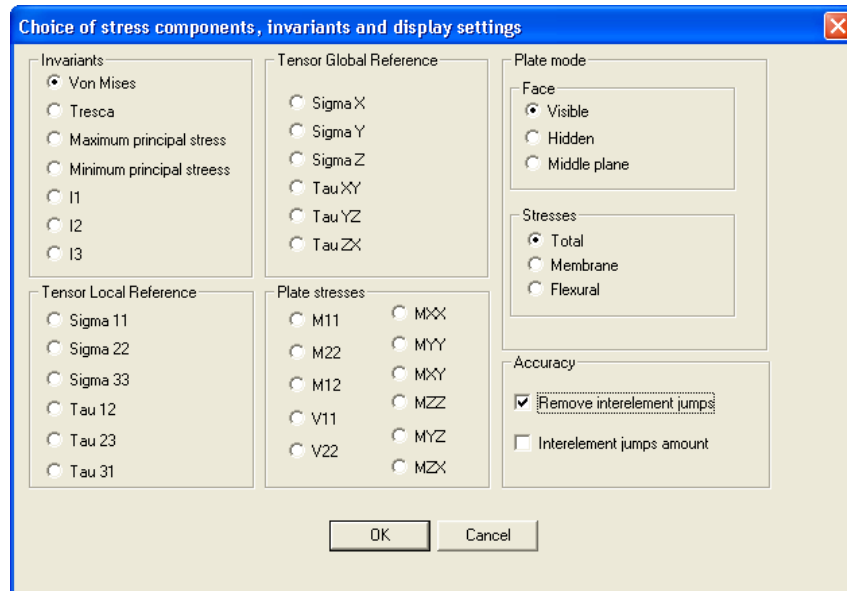 Choice of stress components, invariants and display settings
Invariants
Von Mises
Tresca
Maximum principal stress
Minimum principal streess
I1
I2
I3
Tensor Global Reference
Sigma X
Sigma Y
Sigma Z
Tau XY
Tau YZ
Tau ZX
Plate mode
Face
Visible
Hidden
Middle plane
Stresses
Total
Membrane
Flexural
Tensor Local Reference
Sigma 11
Sigma 22
Sigma 33
Tau 12
Tau 23
Tau 31
Plate stresses
M11
M22
M12
V11
V22
MXX
MYY
MXY
MZZ
MYZ
MZX
Accuracy
Remove interelement jumps
Interelement jumps amount
OK
Cancel